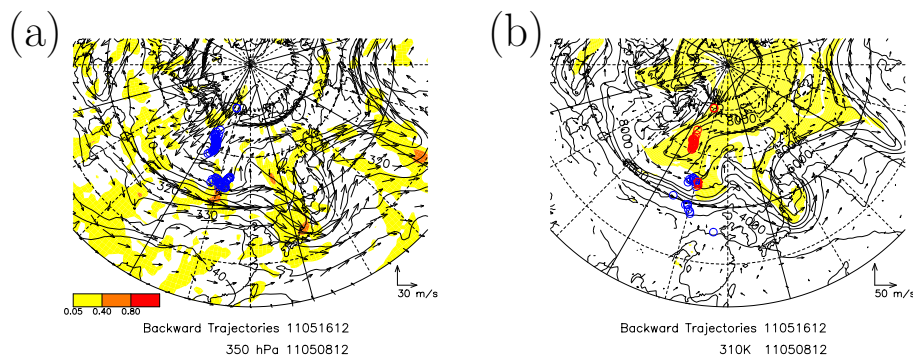 (a) (b)
8000 8000
320 320
330
340 4000
30 m/s 50 m/s
0.05 0.40 0.80
Backward Trajectories 11051612 Backward Trajectories 11051612
350 hPa 11050812 310K 11050812